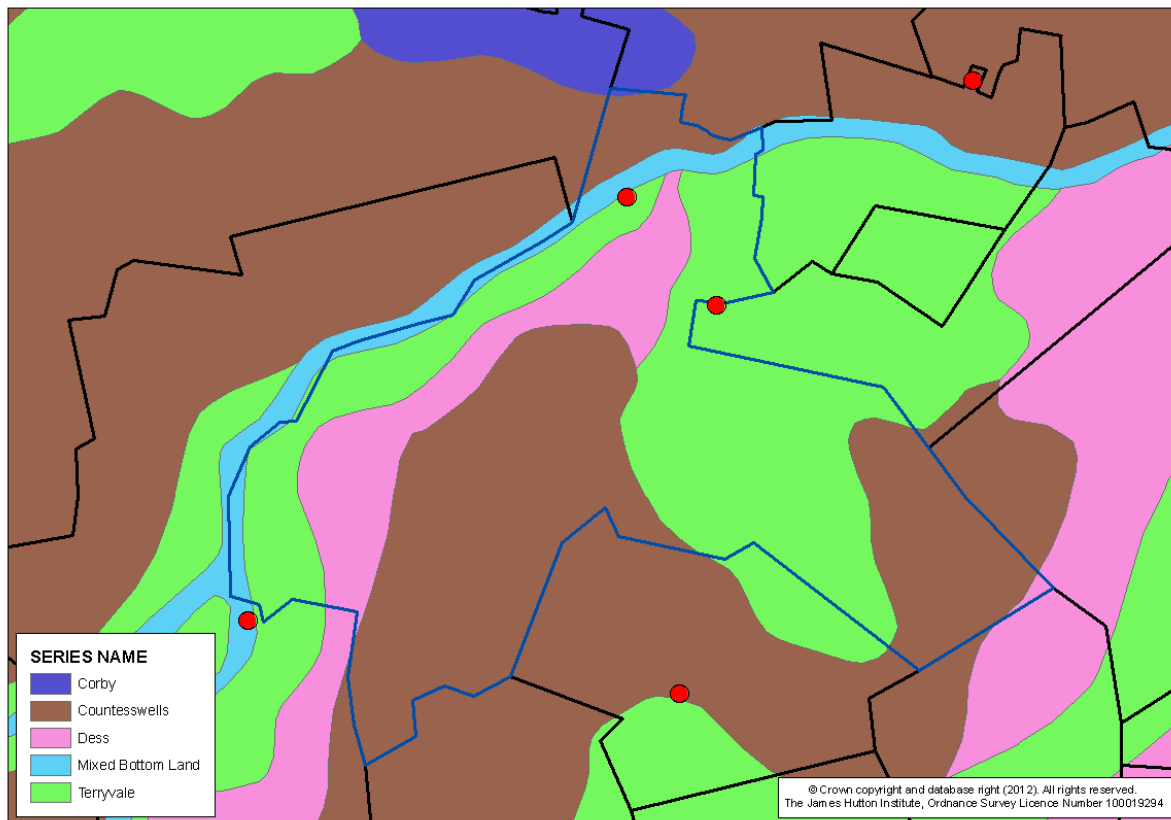 SERIES NAME
Corby
Countesswells
Dess
Mixed Bottom Land
Terryvale
© Crown copyright and database right (2012). All rights reserved.
The James Hutton Institute, Ordnance Survey Licence Number 100019294